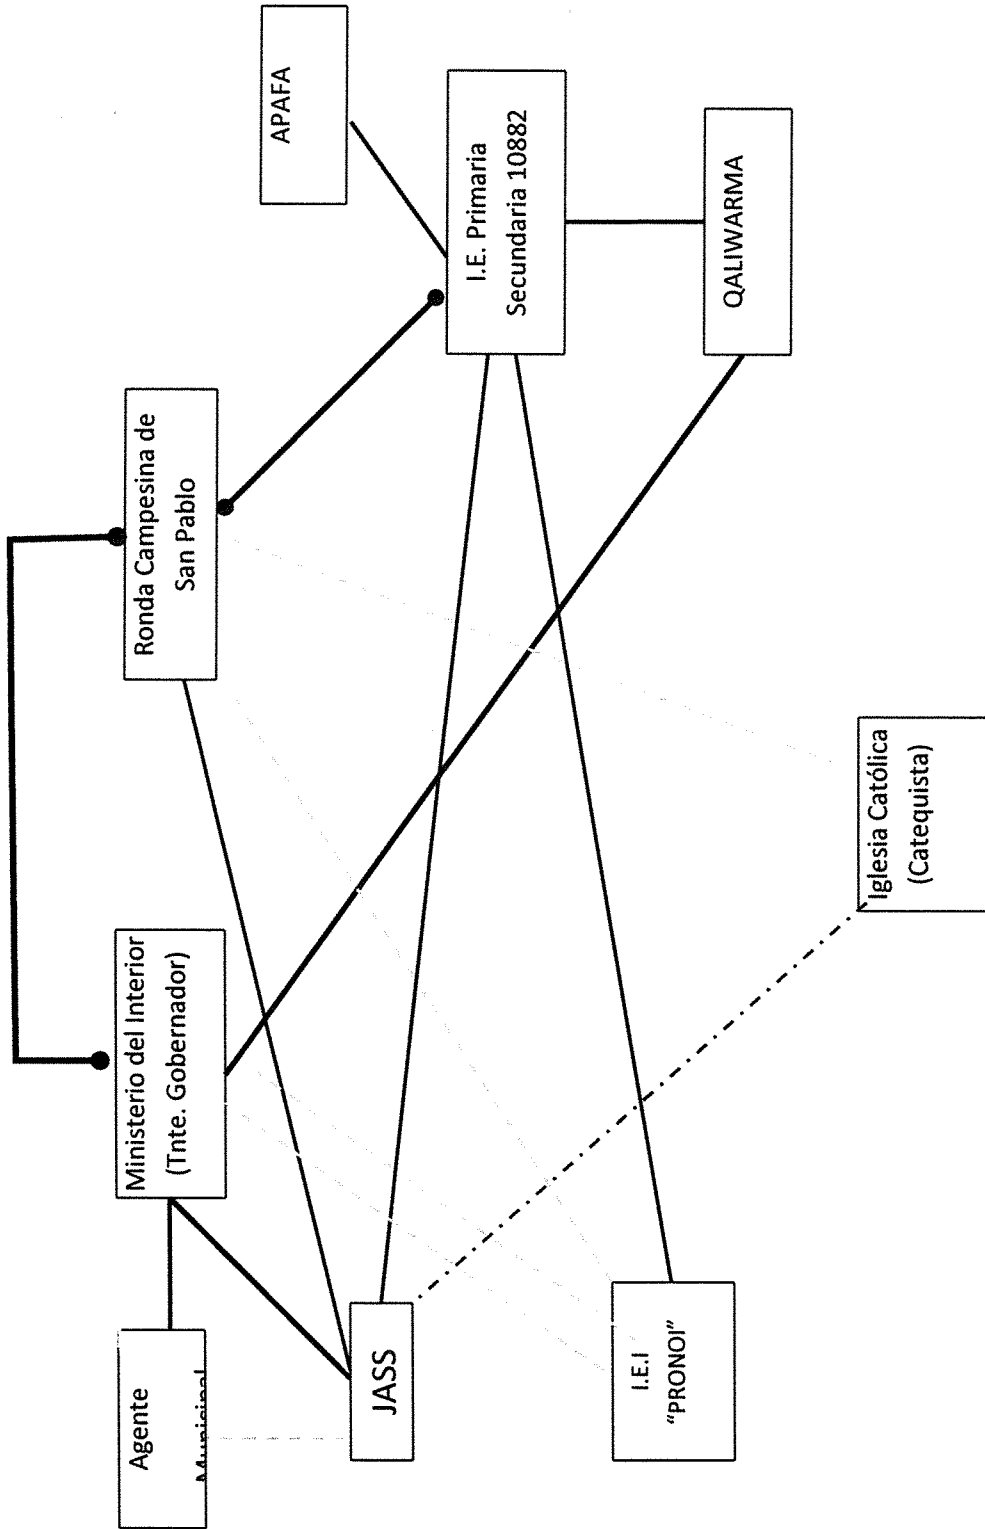 Agente
Municipal
Ministerio del Interior
(Tnte. Gobernador)
Ronda Campesina de
San Pablo
APAFA
JASS
I.E. Primaria
Secundaria 10882
I.E.I
“PRONOI”
QALIWARMA
Iglesia Católica
(Catequista)